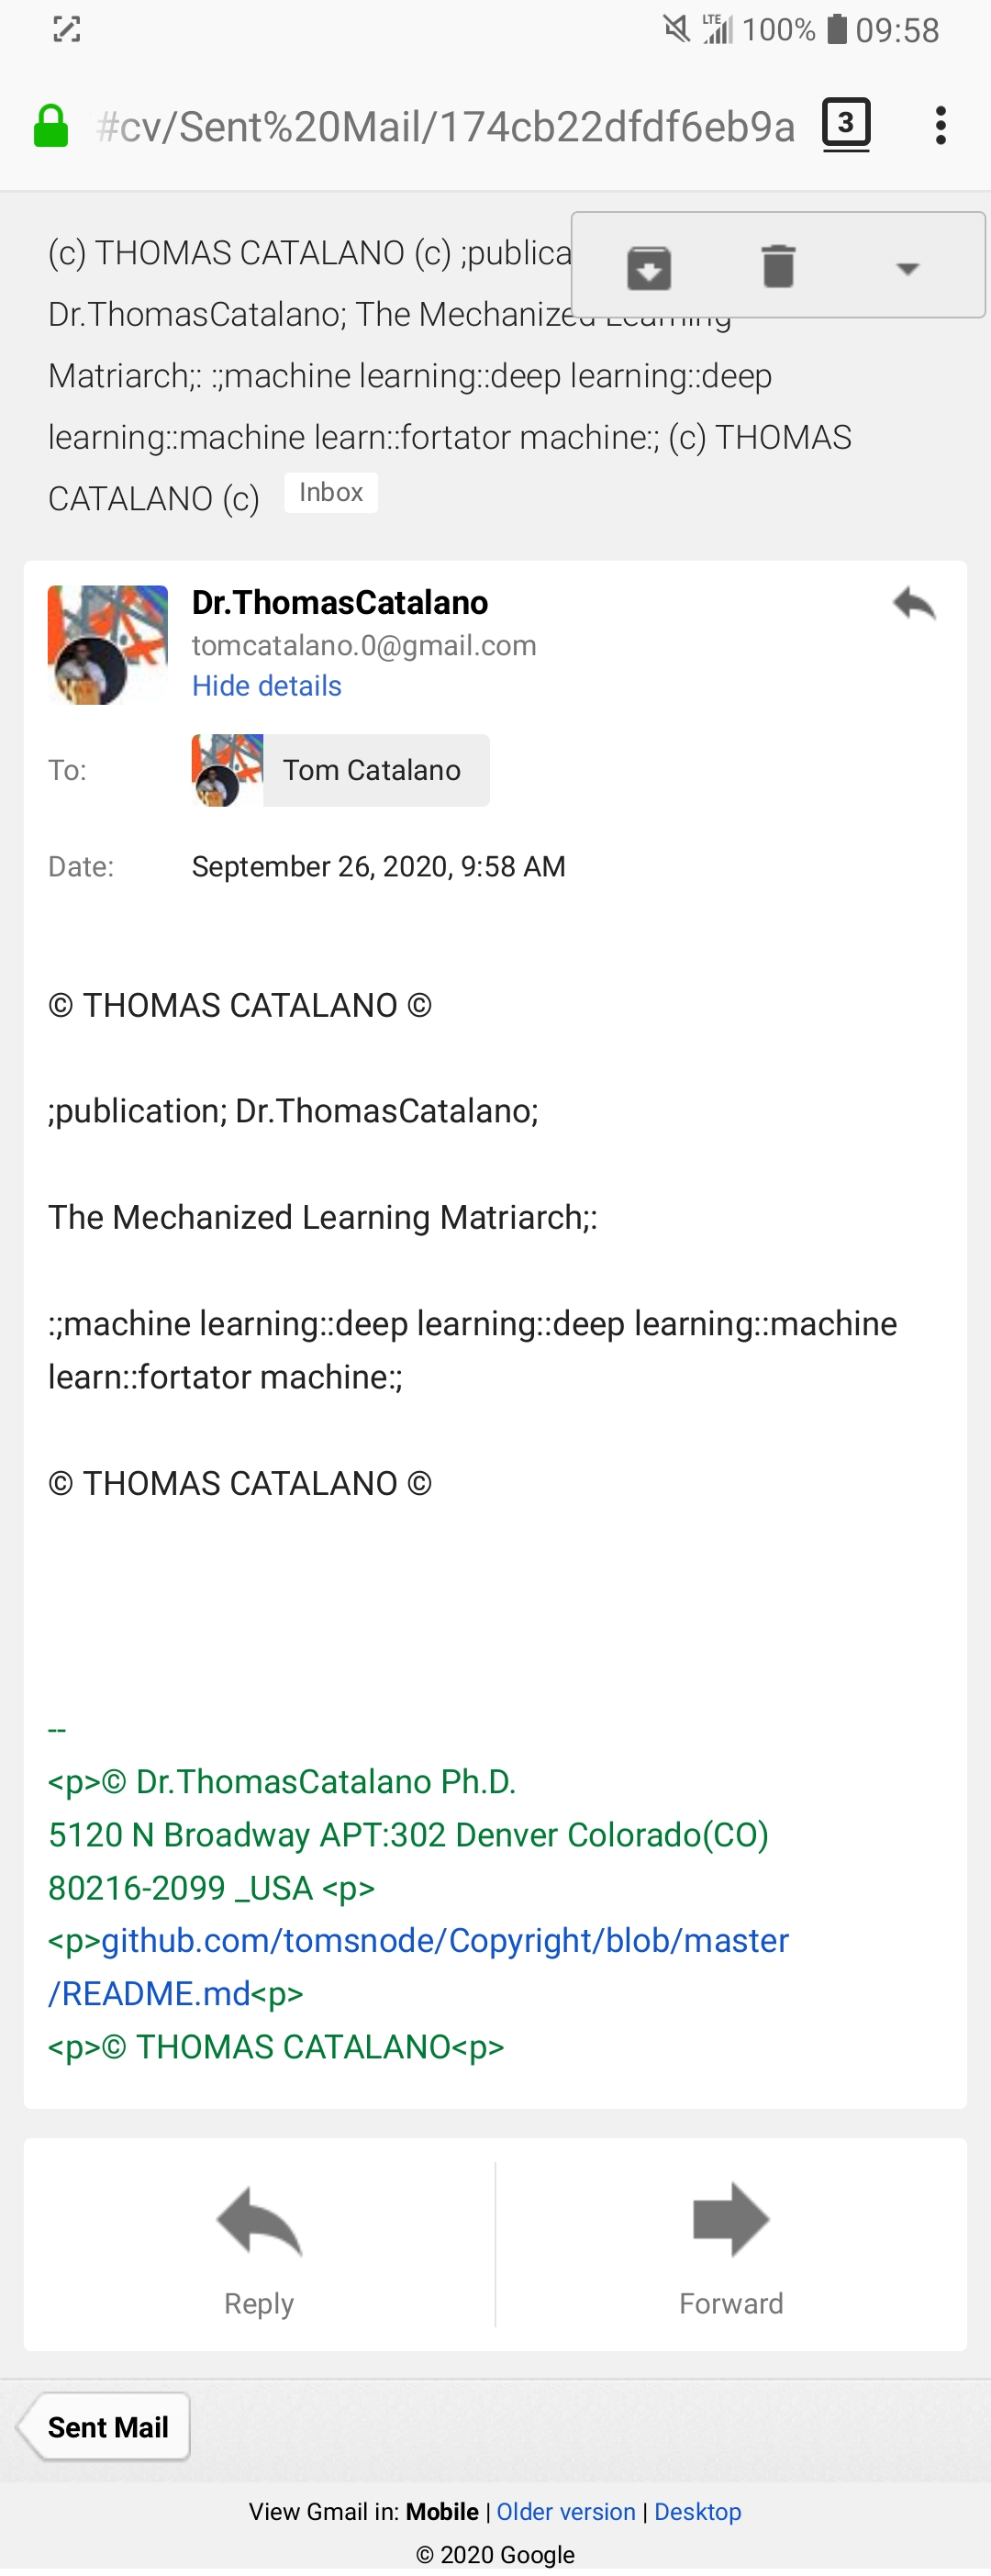 LTE 100% 09:58
#cv/Sent%20Mail/174cb22dfdf6eb9a 3
(c) THOMAS CATALANO (c) ;publica
Dr.ThomasCatalano; The Mechanized Learning
Matriarch;: :;machine learning::deep learning::deep
learning::machine learn::fortator machine:; (c) THOMAS
CATALANO (c) Inbox
Dr.ThomasCatalano
tomcatalano.0@gmail.com
Hide details
To: Tom Catalano
Date: September 26, 2020, 9:58 AM
© THOMAS CATALANO ©
;publication; Dr.ThomasCatalano;
The Mechanized Learning Matriarch;:
:;machine learning::deep learning::deep learning::machine
learn::fortator machine:;
© THOMAS CATALANO ©
--
<p>© Dr.ThomasCatalano Ph.D.
5120 N Broadway APT:302 Denver Colorado(CO)
80216-2099 _USA <p>
<p>github.com/tomsnode/Copyright/blob/master
/README.md<p>
<p>© THOMAS CATALANO<p>
Reply Forward
Sent Mail
View Gmail in: Mobile | Older version | Desktop
© 2020 Google